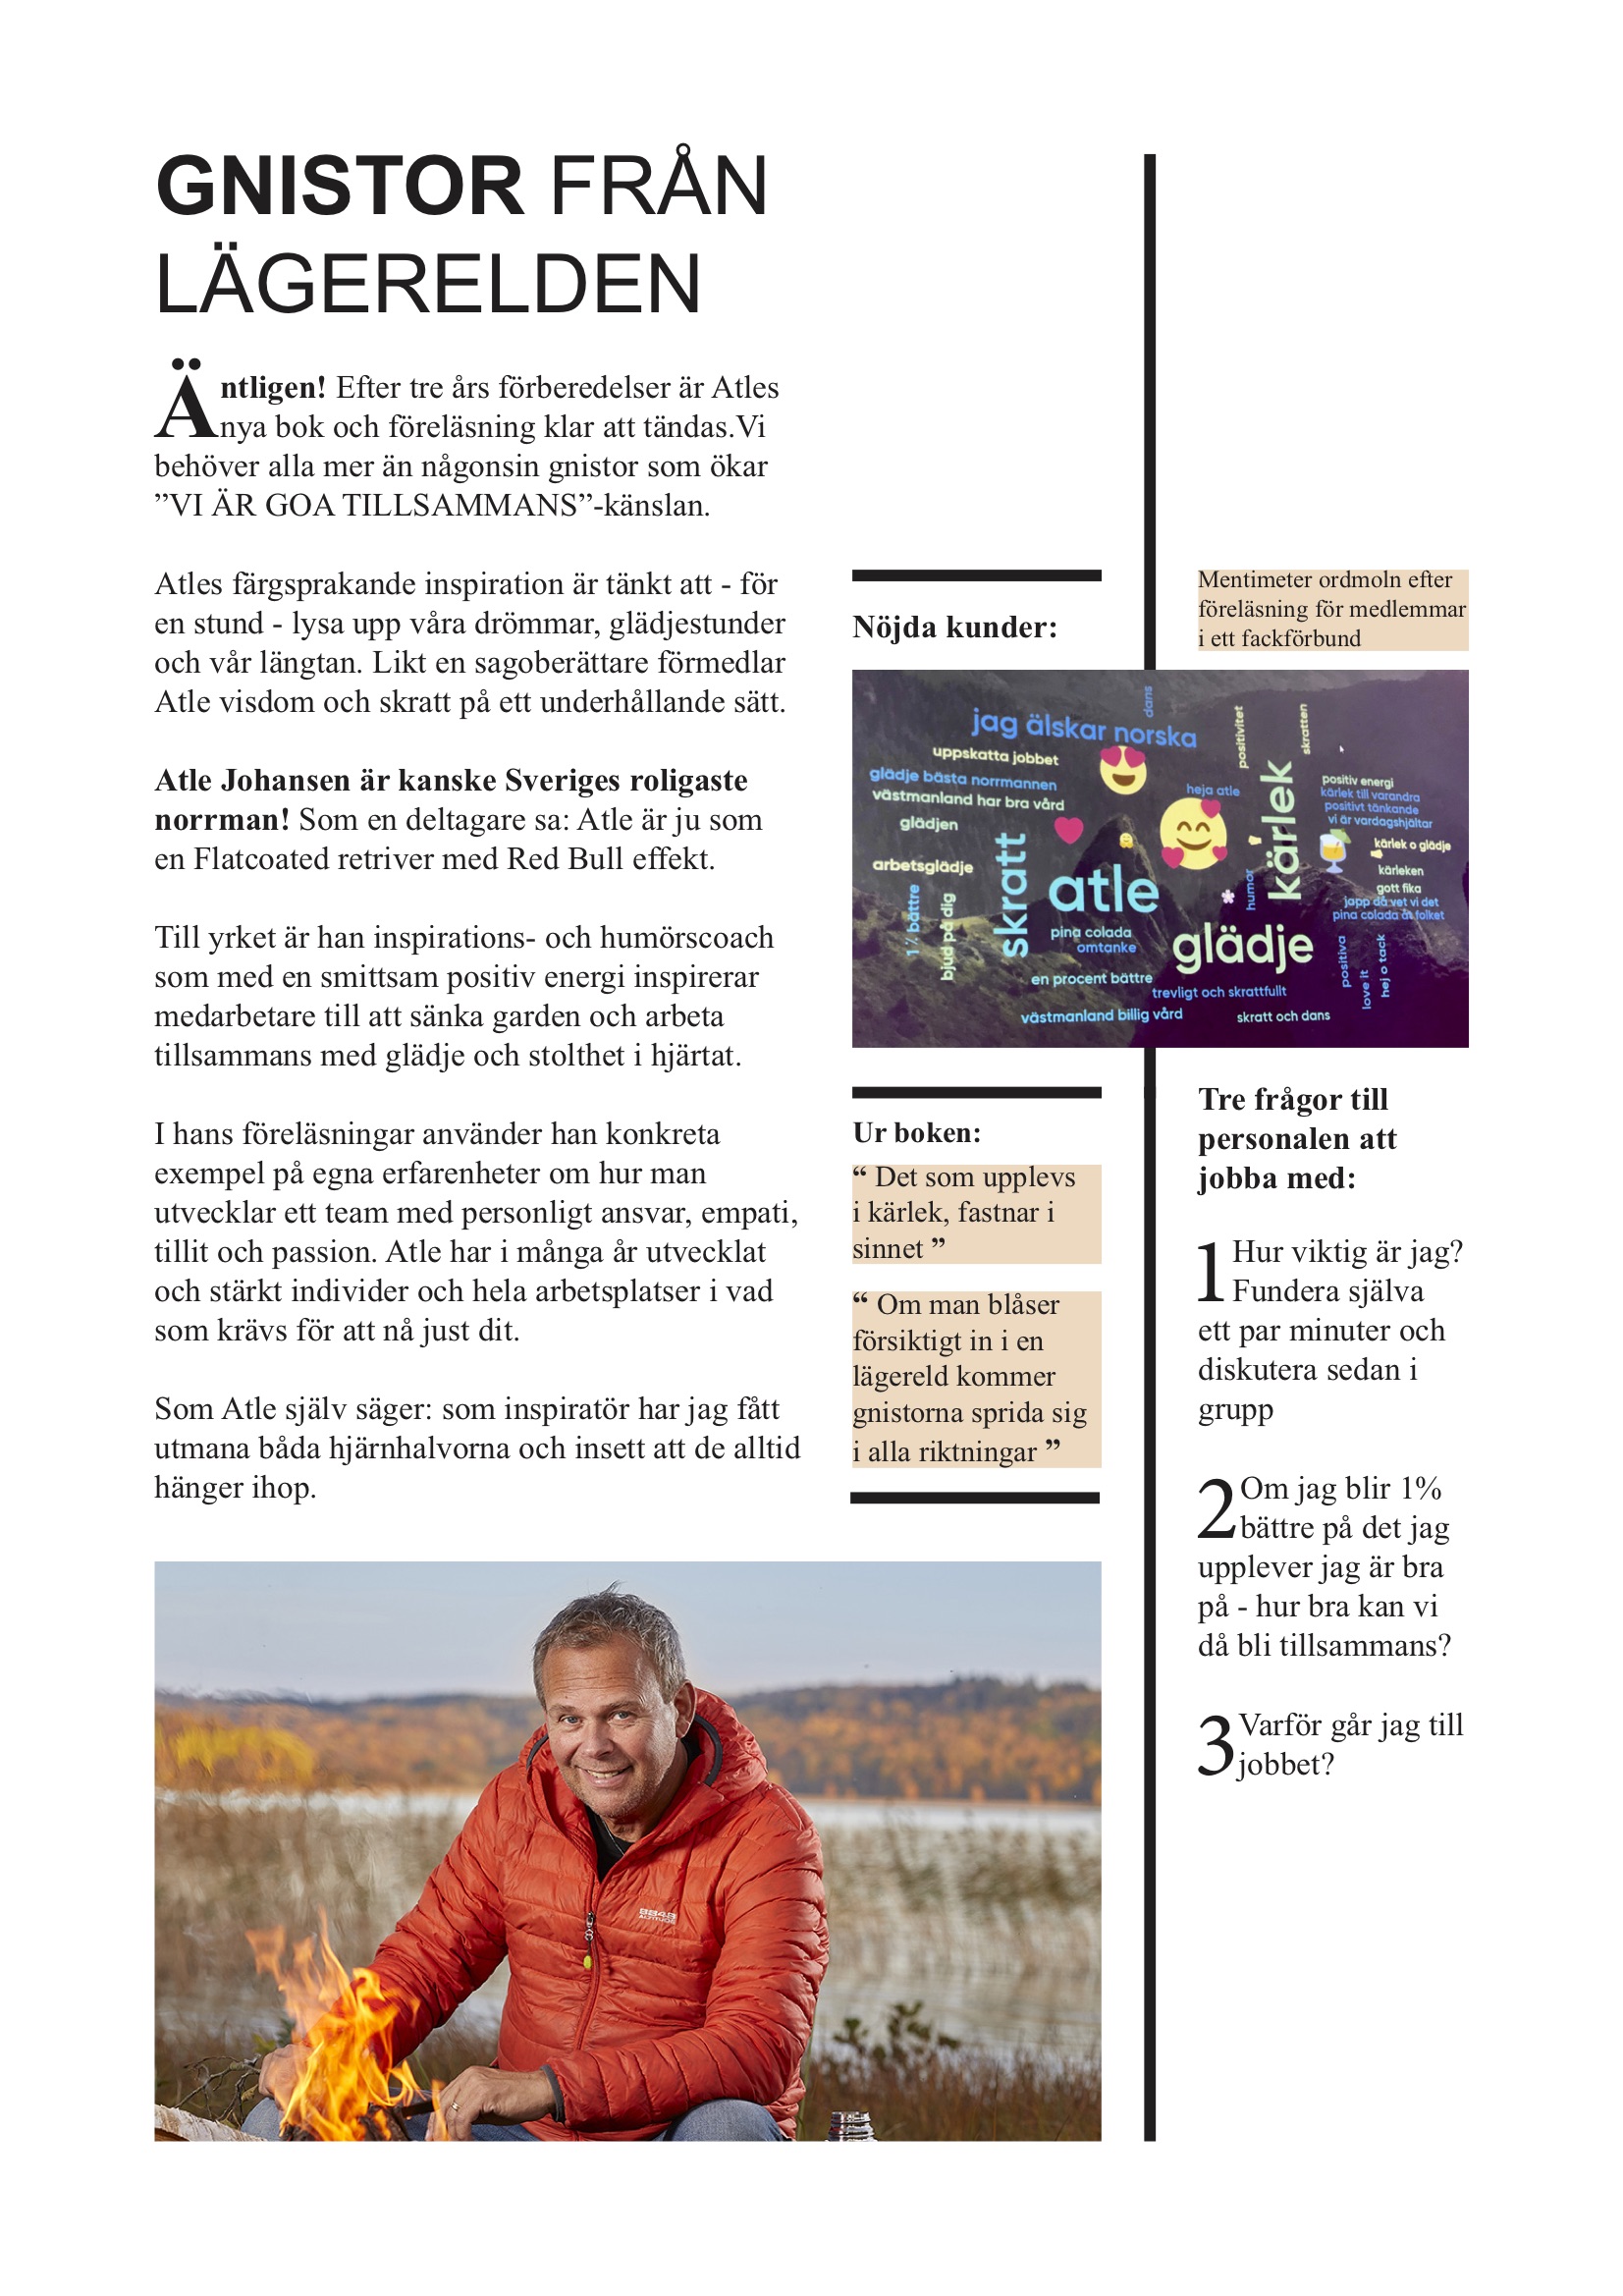 GNISTOR FRÅN
LÄGERELDEN
Äntligen! Efter tre års förberedelser är Atles
nya bok och föreläsning klar att tändas.Vi
behöver alla mer än någonsin gnistor som ökar
”VI ÄR GOA TILLSAMMANS”-känslan.
Atles färgsprakande inspiration är tänkt att - för
en stund - lysa upp våra drömmar, glädjestunder
och vår längtan. Likt en sagoberättare förmedlar
Atle visdom och skratt på ett underhållande sätt.
Atle Johansen är kanske Sveriges roligaste
norrman! Som en deltagare sa: Atle är ju som
en Flatcoated retriver med Red Bull effekt.
Till yrket är han inspirations- och humörscoach
som med en smittsam positiv energi inspirerar
medarbetare till att sänka garden och arbeta
tillsammans med glädje och stolthet i hjärtat.
I hans föreläsningar använder han konkreta
exempel på egna erfarenheter om hur man
utvecklar ett team med personligt ansvar, empati,
tillit och passion. Atle har i många år utvecklat
och stärkt individer och hela arbetsplatser i vad
som krävs för att nå just dit.
Som Atle själv säger: som inspiratör har jag fått
utmana båda hjärnhalvorna och insett att de alltid
hänger ihop.
Nöjda kunder:
Mentimeter ordmoln efter
föreläsning för medlemmar
i ett fackförbund
dans
jag älskar norska
positivitet
skratten
uppskatta jobbet
glädje bästa norrmannen
västmanland har bra vård
glädjen
heja atle
kärlek
positiv energi
kärlek till varandra
positivt tänkande
vi är vardagshjältar
kärlek o glädje
arbetsglädje
skratt
atle
humor
kärleken
gott fika
japp då vet vi det
pina colada åt folket
1% bättre
bjud på dig
pina colada
omtanke
glädje
en procent bättre
trevligt och skrattfullt
positiva
love it
hej o tack
västmanland billig vård
skratt och dans
Ur boken:
“ Det som upplevs
i kärlek, fastnar i
sinnet ”
“ Om man blåser
försiktigt in i en
lägereld kommer
gnistorna sprida sig
i alla riktningar ”
Tre frågor till
personalen att
jobba med:
1 Hur viktig är jag?
Fundera själva
ett par minuter och
diskutera sedan i
grupp
2 Om jag blir 1%
bättre på det jag
upplever jag är bra
på - hur bra kan vi
då bli tillsammans?
3 Varför går jag till
jobbet?
8848
ALTITUDE